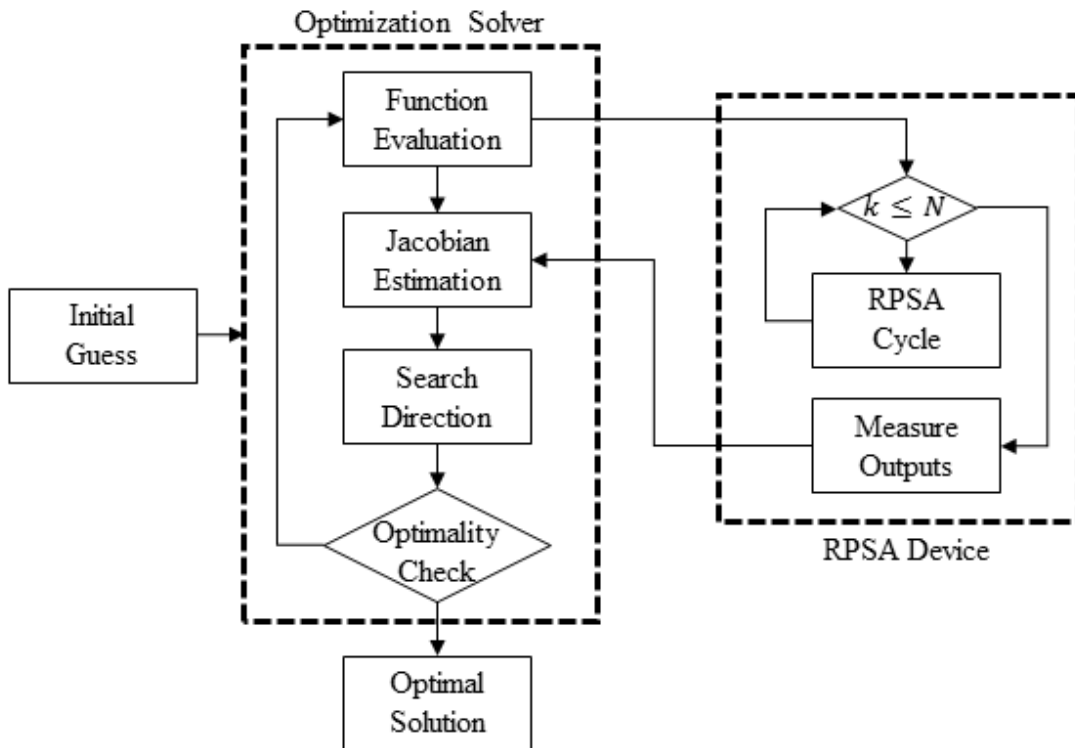 Optimization Solver
Function
Evaluation
Jacobian
Estimation
Search
Direction
Optimality
Check
Initial
Guess
Optimal
Solution
k ≤ N
RPSA
Cycle
Measure
Outputs
RPSA Device